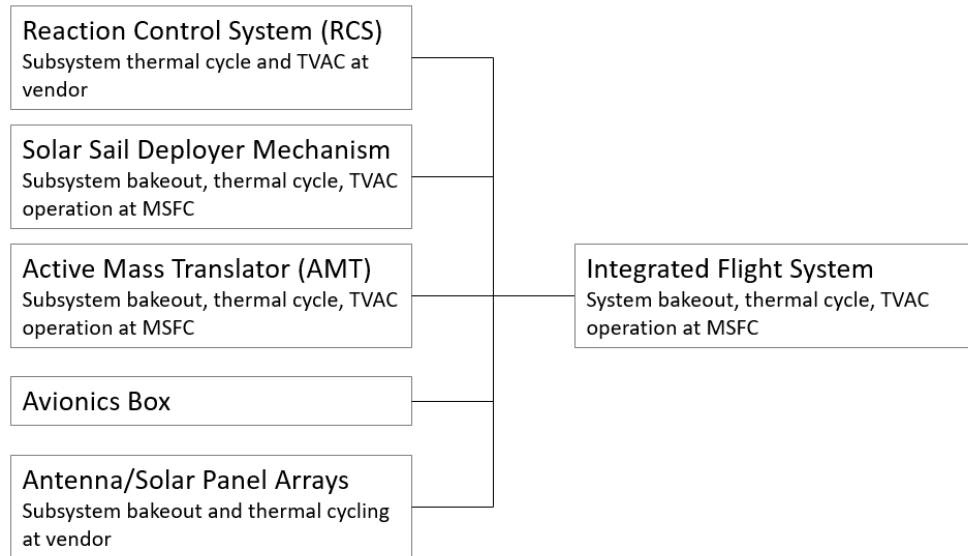 Reaction Control System (RCS)
Subsystem thermal cycle and TVAC at
vendor
Solar Sail Deployer Mechanism
Subsystem bakeout, thermal cycle, TVAC
operation at MSFC
Active Mass Translator (AMT)
Subsystem bakeout, thermal cycle, TVAC
operation at MSFC
Integrated Flight System
System bakeout, thermal cycle, TVAC
operation at MSFC
Avionics Box
Antenna/Solar Panel Arrays
Subsystem bakeout and thermal cycling
at vendor